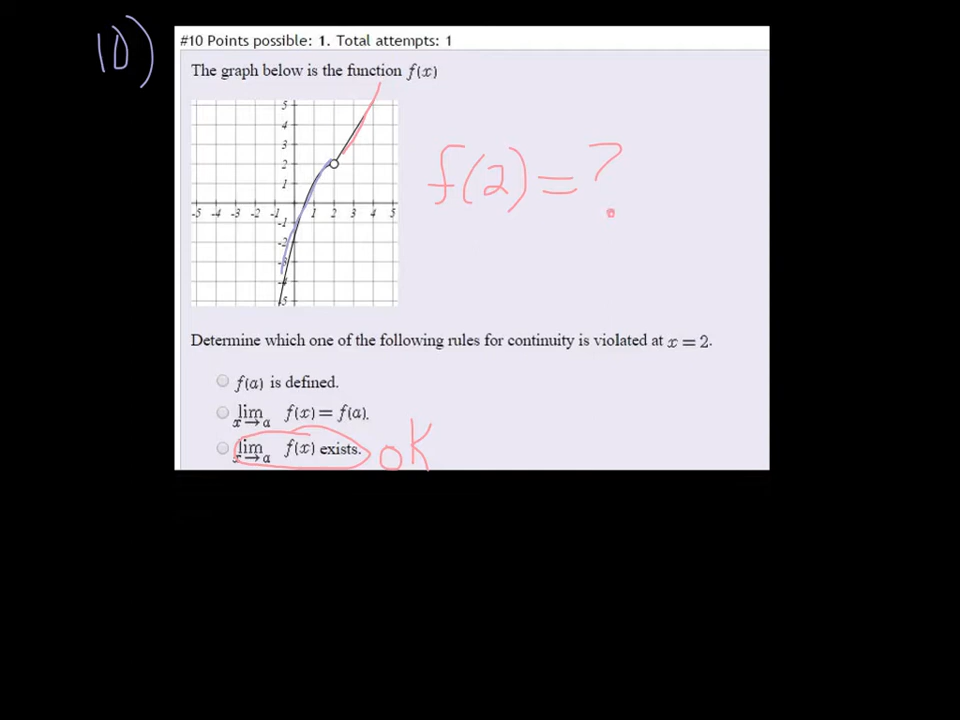 10)
#10 Points possible: 1. Total attempts: 1
The graph below is the function f(x)
5
4
3
2
1
-5 -4 -3 -2 -1 1 2 3 4 5
-1
-2
-3
-4
-5
f(2) = ?
Determine which one of the following rules for continuity is violated at x = 2.
f(a) is defined.
lim x→a f(x) = f(a).
lim x→a f(x) exists. OK